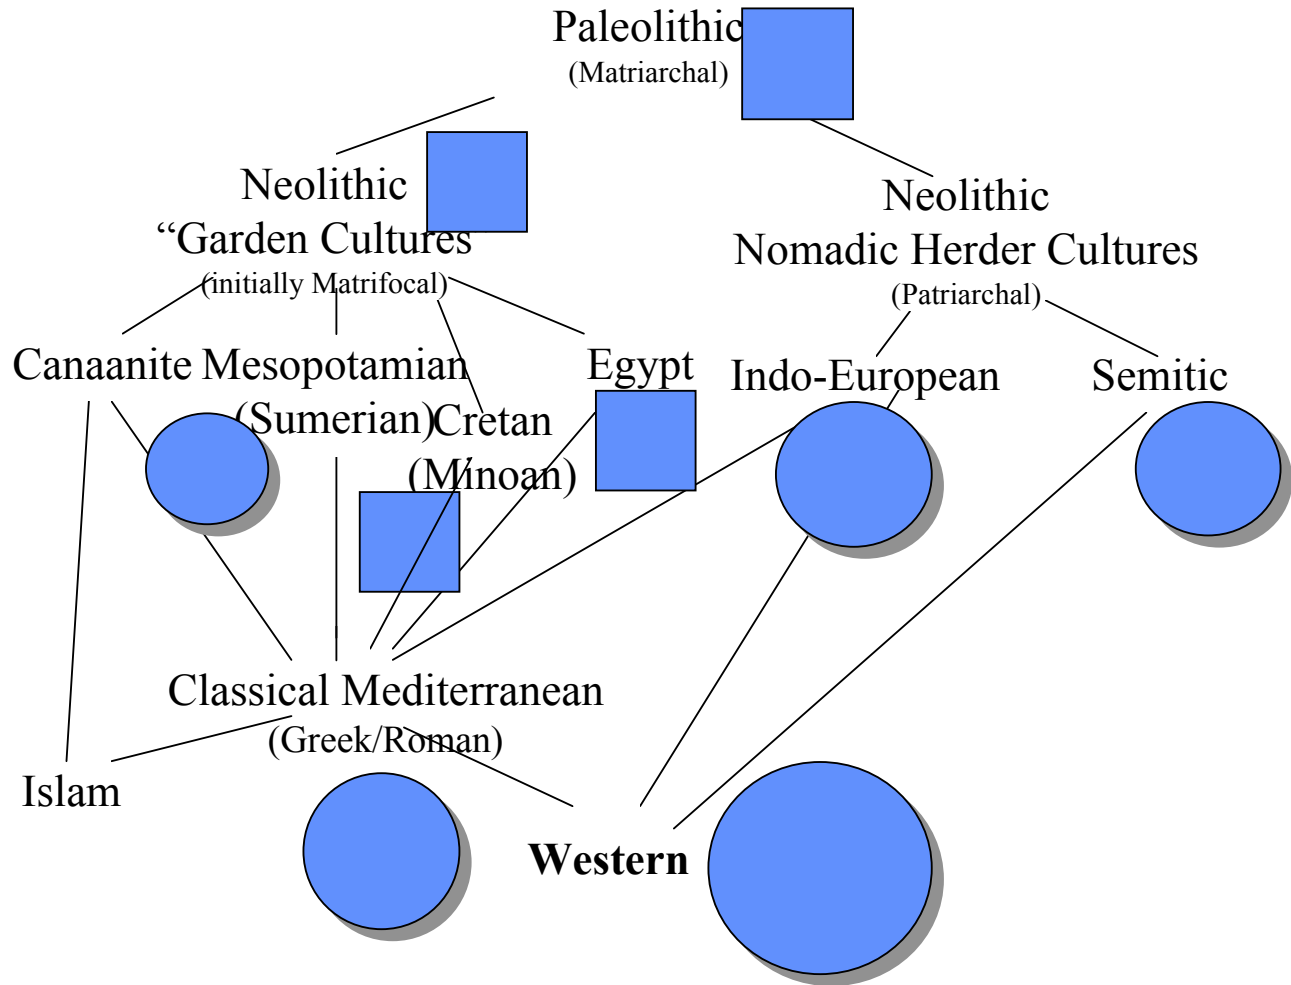 Paleolithic
(Matriarchal)
Neolithic
“Garden Cultures
(initially Matrifocal)
Neolithic
Nomadic Herder Cultures
(Patriarchal)
Canaanite
Mesopotamian
(Sumerian)
Cretan
(Minoan)
Egypt
Indo-European
Semitic
Classical Mediterranean
(Greek/Roman)
Islam
Western